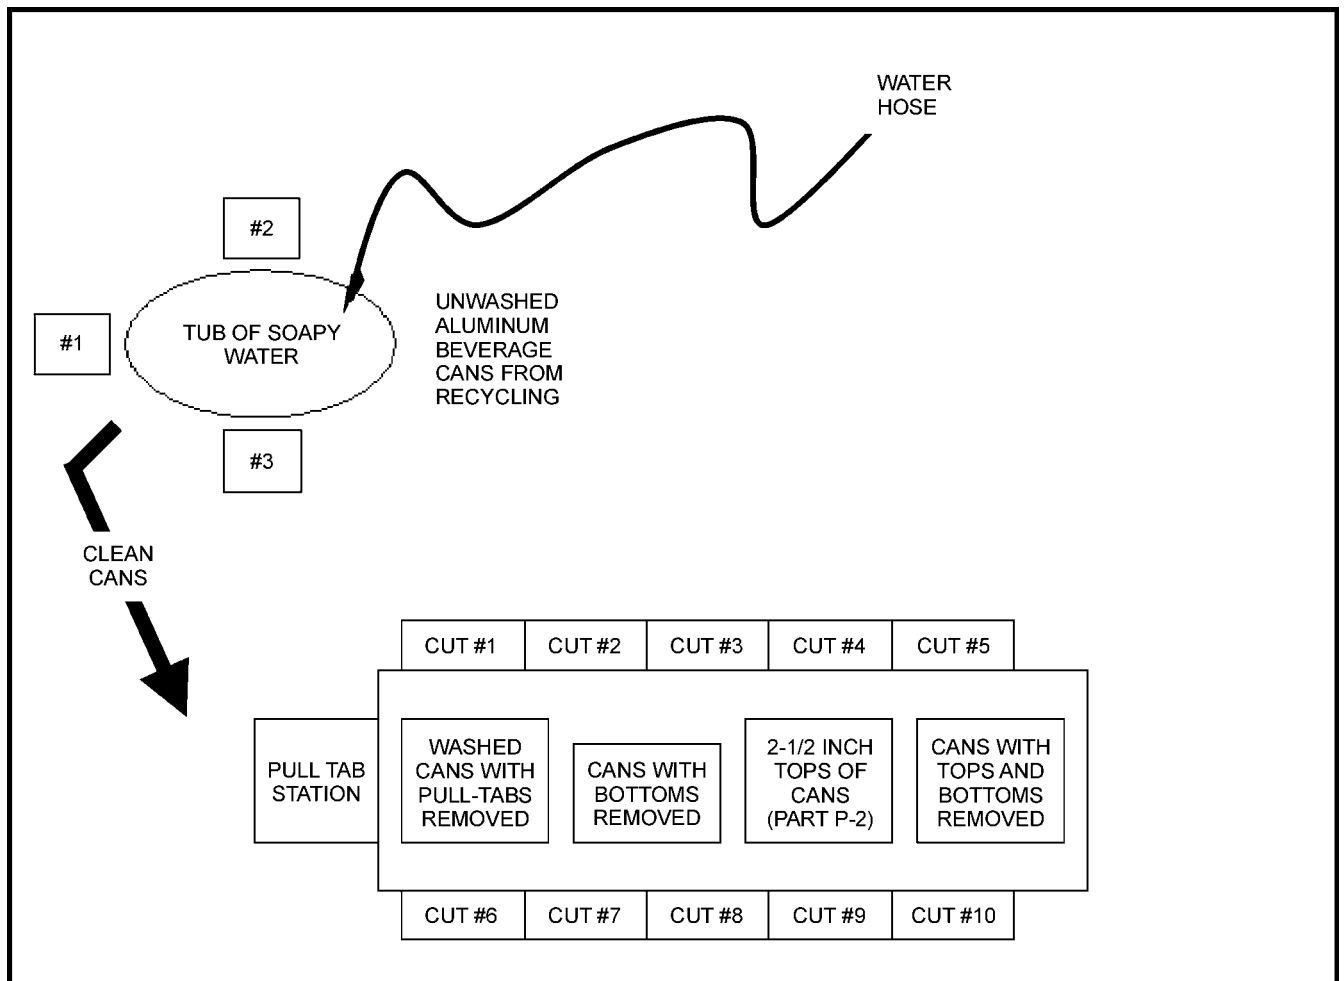 WATER
HOSE
#2
#1
TUB OF SOAPY
WATER
UNWASHED
ALUMINUM
BEVERAGE
CANS FROM
RECYCLING
#3
CLEAN
CANS
CUT #1
CUT #2
CUT #3
CUT #4
CUT #5
PULL TAB
STATION
WASHED
CANS WITH
PULL-TABS
REMOVED
CANS WITH
BOTTOMS
REMOVED
2-1/2 INCH
TOPS OF
CANS
(PART P-2)
CANS WITH
TOPS AND
BOTTOMS
REMOVED
CUT #6
CUT #7
CUT #8
CUT #9
CUT #10